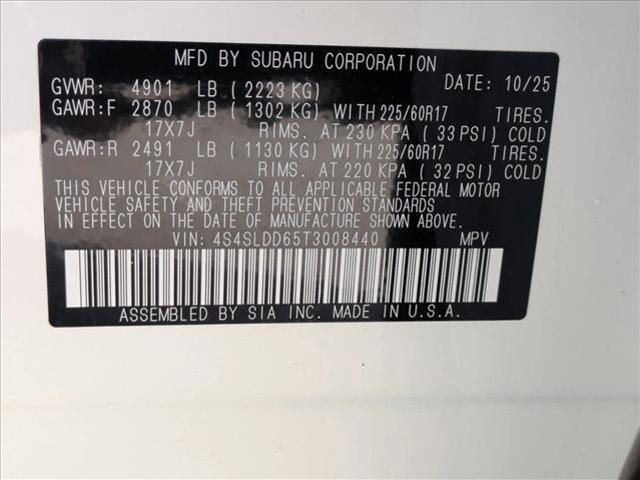 MFD BY SUBARU CORPORATION
GVWR: 4901 LB (2223 KG) DATE: 10/25
GAWR:F 2870 LB (1302 KG) WITH 225/60R17 TIRES.
17X7J RIMS. AT 230 KPA (33 PSI) COLD
GAWR:R 2491 LB (1130 KG) WITH 225/60R17 TIRES.
17X7J RIMS. AT 220 KPA (32 PSI) COLD
THIS VEHICLE CONFORMS TO ALL APPLICABLE FEDERAL MOTOR
VEHICLE SAFETY AND THEFT PREVENTION STANDARDS
IN EFFECT ON THE DATE OF MANUFACTURE SHOWN ABOVE.
VIN: 4S4SLDD65T3008440 MPV
ASSEMBLED BY SIA INC. MADE IN U.S.A.